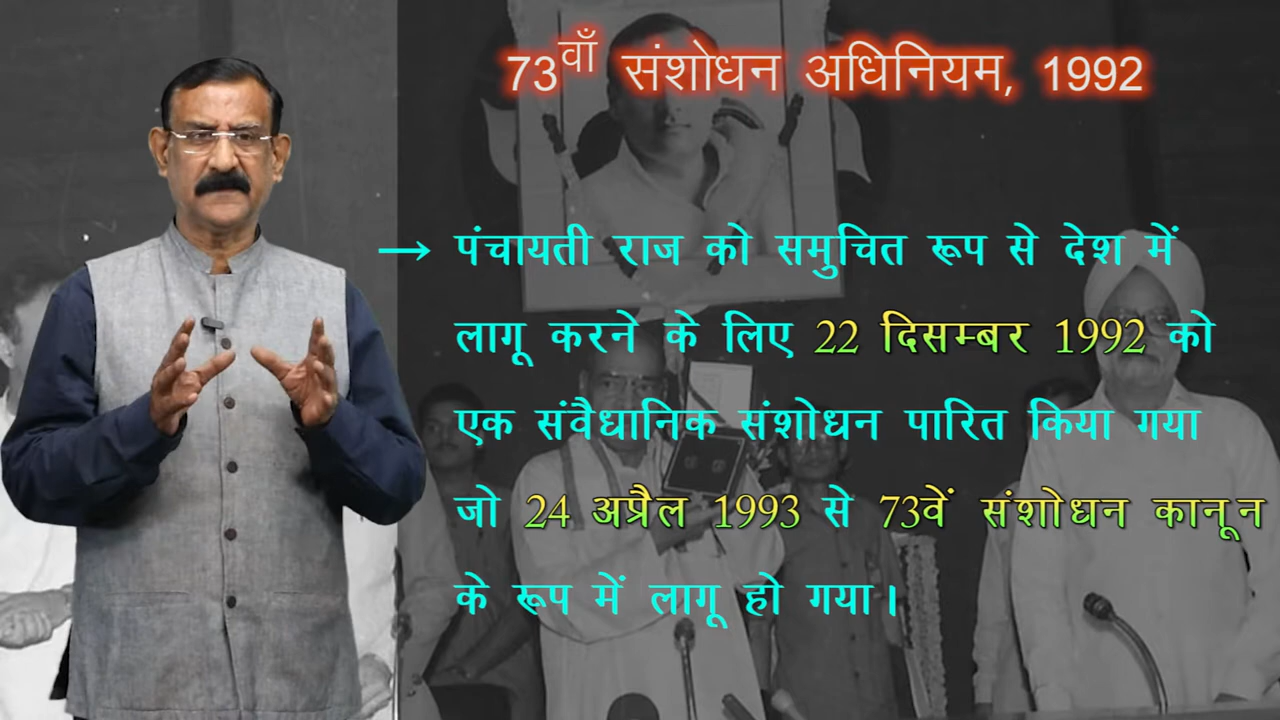 73वाँ संशोधन अधिनियम, 1992
→ पंचायती राज को समुचित रूप से देश में
लागू करने के लिए 22 दिसम्बर 1992 को
एक संवैधानिक संशोधन पारित किया गया
जो 24 अप्रैल 1993 से 73वें संशोधन कानून
के रूप में लागू हो गया।